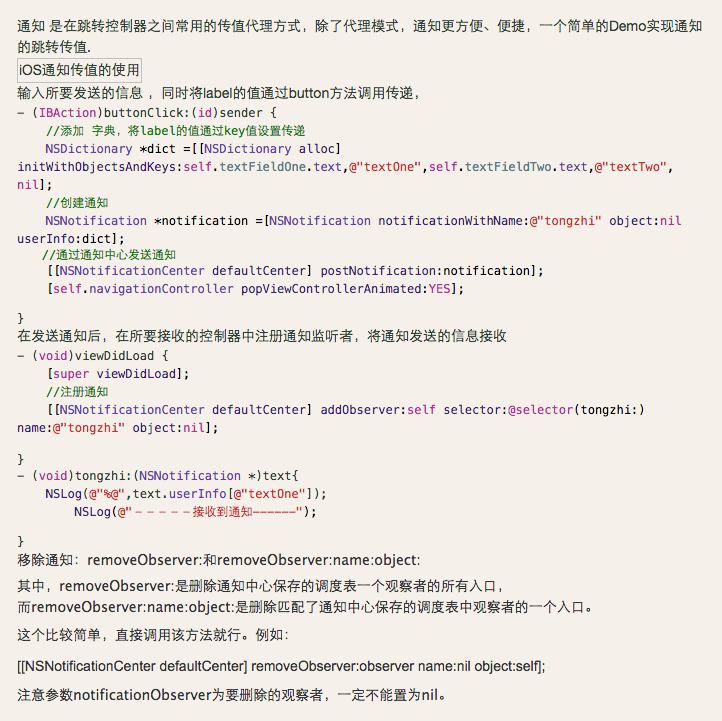 通知 是在跳转控制器之间常用的传值代理方式，除了代理模式，通知更方便、便捷，一个简单的Demo实现通知
的跳转传值.
iOS通知传值的使用
输入所要发送的信息 ，同时将label的值通过button方法调用传递，
- (IBAction)buttonClick:(id)sender {
//添加 字典，将label的值通过key值设置传递
NSDictionary *dict =[[NSDictionary alloc]
initWithObjectsAndKeys:self.textFieldOne.text,@"textOne",self.textFieldTwo.text,@"textTwo",
nil];
//创建通知
NSNotification *notification =[NSNotification notificationWithName:@"tongzhi" object:nil
userInfo:dict];
//通过通知中心发送通知
[[NSNotificationCenter defaultCenter] postNotification:notification];
[self.navigationController popViewControllerAnimated:YES];
}
在发送通知后，在所要接收的控制器中注册通知监听者，将通知发送的信息接收
- (void)viewDidLoad {
[super viewDidLoad];
//注册通知
[[NSNotificationCenter defaultCenter] addObserver:self selector:@selector(tongzhi:)
name:@"tongzhi" object:nil];
}
- (void)tongzhi:(NSNotification *)text{
NSLog(@"%@",text.userInfo[@"textOne"]);
NSLog(@"－－－－－接收到通知------");
}
移除通知：removeObserver:和removeObserver:name:object:
其中，removeObserver:是删除通知中心保存的调度表一个观察者的所有入口，
而removeObserver:name:object:是删除匹配了通知中心保存的调度表中观察者的一个入口。
这个比较简单，直接调用该方法就行。例如：
[[NSNotificationCenter defaultCenter] removeObserver:observer name:nil object:self];
注意参数notificationObserver为要删除的观察者，一定不能置为nil。